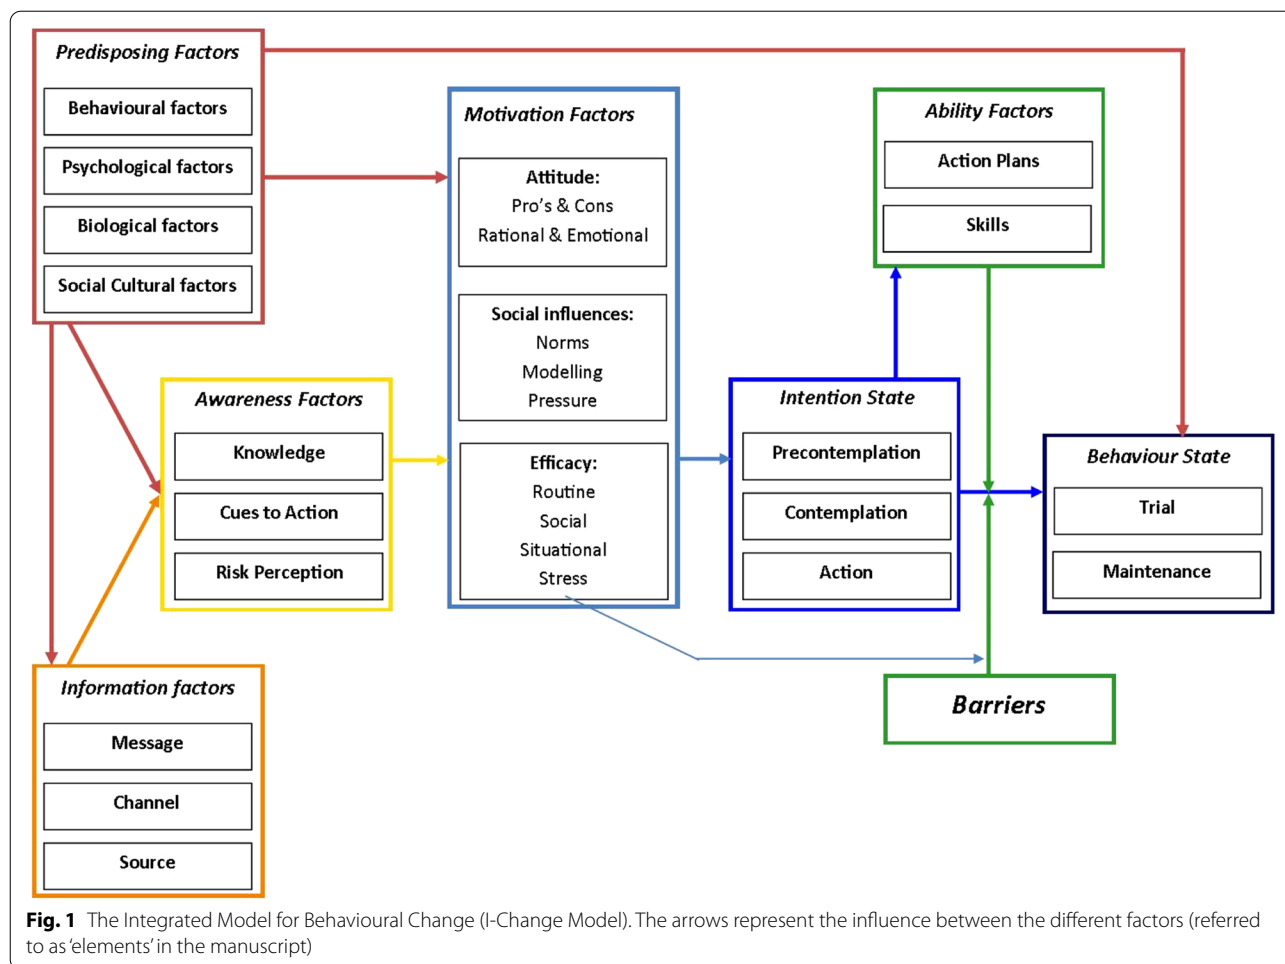 Predisposing Factors
Behavioural factors
Psychological factors
Biological factors
Social Cultural factors
Motivation Factors
Attitude:
Pro's & Cons
Rational & Emotional
Social influences:
Norms
Modelling
Pressure
Efficacy:
Routine
Social
Situational
Stress
Ability Factors
Action Plans
Skills
Awareness Factors
Knowledge
Cues to Action
Risk Perception
Intention State
Precontemplation
Contemplation
Action
Behaviour State
Trial
Maintenance
Information factors
Message
Channel
Source
Barriers
Fig. 1 The Integrated Model for Behavioural Change (I-Change Model). The arrows represent the influence between the different factors (referred
to as ‘elements’ in the manuscript)